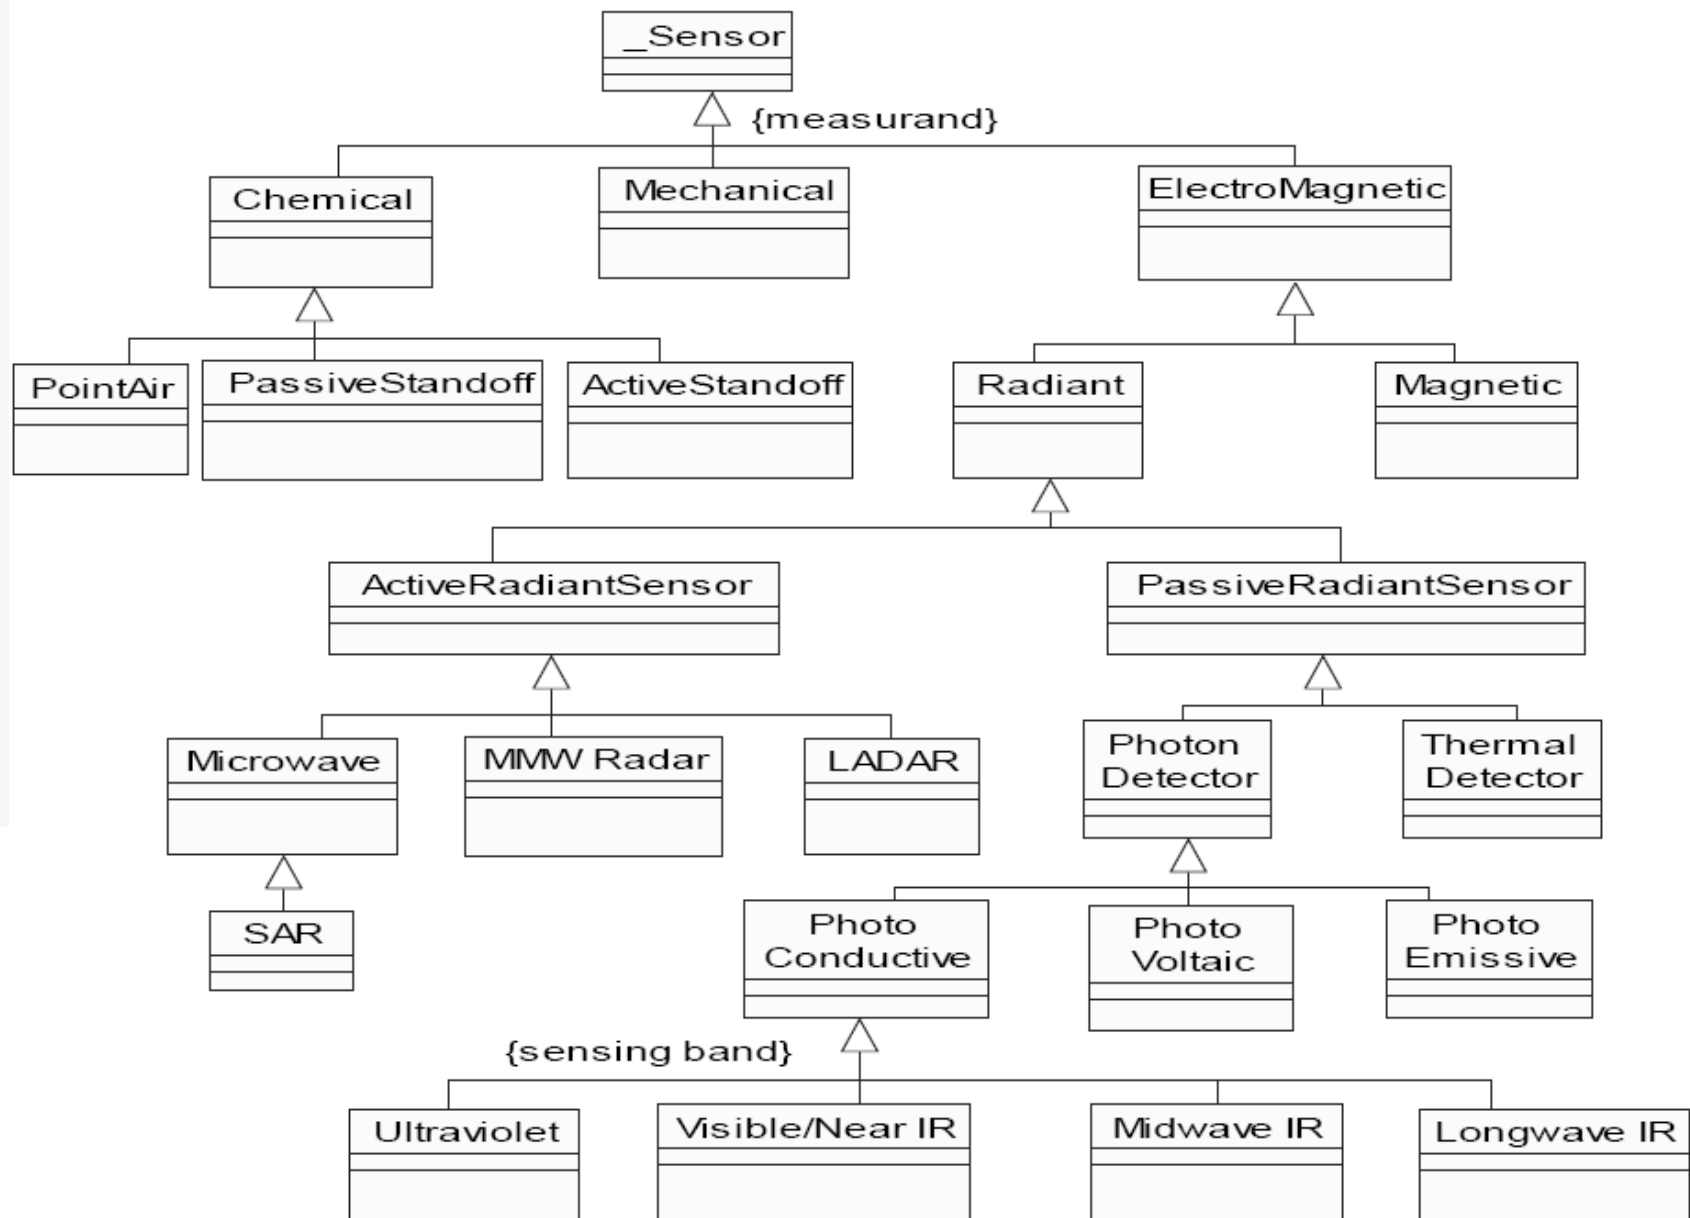 _Sensor
{measurand}
Chemical
Mechanical
ElectroMagnetic
PointAir
PassiveStandoff
ActiveStandoff
Radiant
Magnetic
ActiveRadiantSensor
PassiveRadiantSensor
Microwave
MMW Radar
LADAR
Photon
Detector
Thermal
Detector
SAR
Photo
Conductive
Photo
Voltaic
Photo
Emissive
{sensing band}
Ultraviolet
Visible/Near IR
Midwave IR
Longwave IR